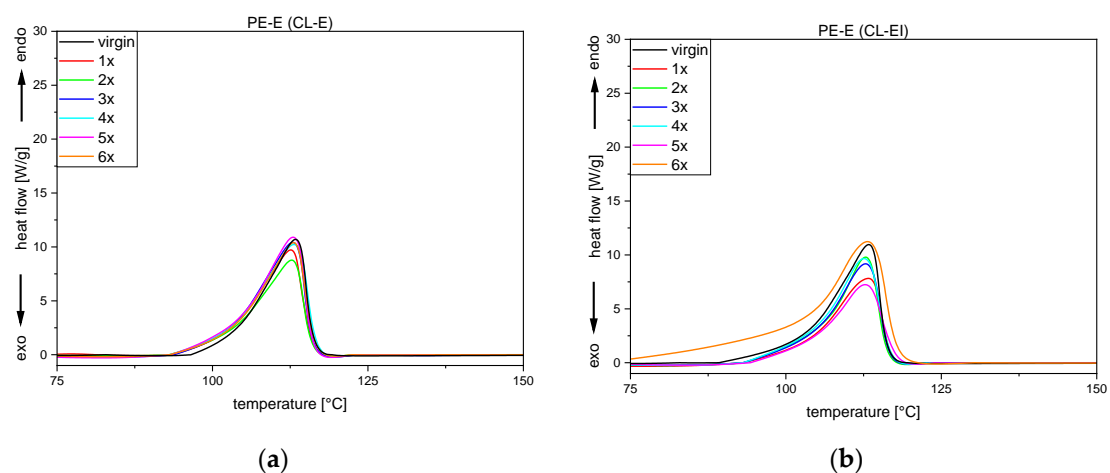 PE-E (CL-E)
30
25
20
15
10
5
0
endo
heat flow [W/g]
exo
virgin
1x
2x
3x
4x
5x
6x
75
100
125
150
temperature [°C]
(a)
PE-E (CL-EI)
30
25
20
15
10
5
0
endo
heat flow [W/g]
exo
virgin
1x
2x
3x
4x
5x
6x
75
100
125
150
temperature [°C]
(b)